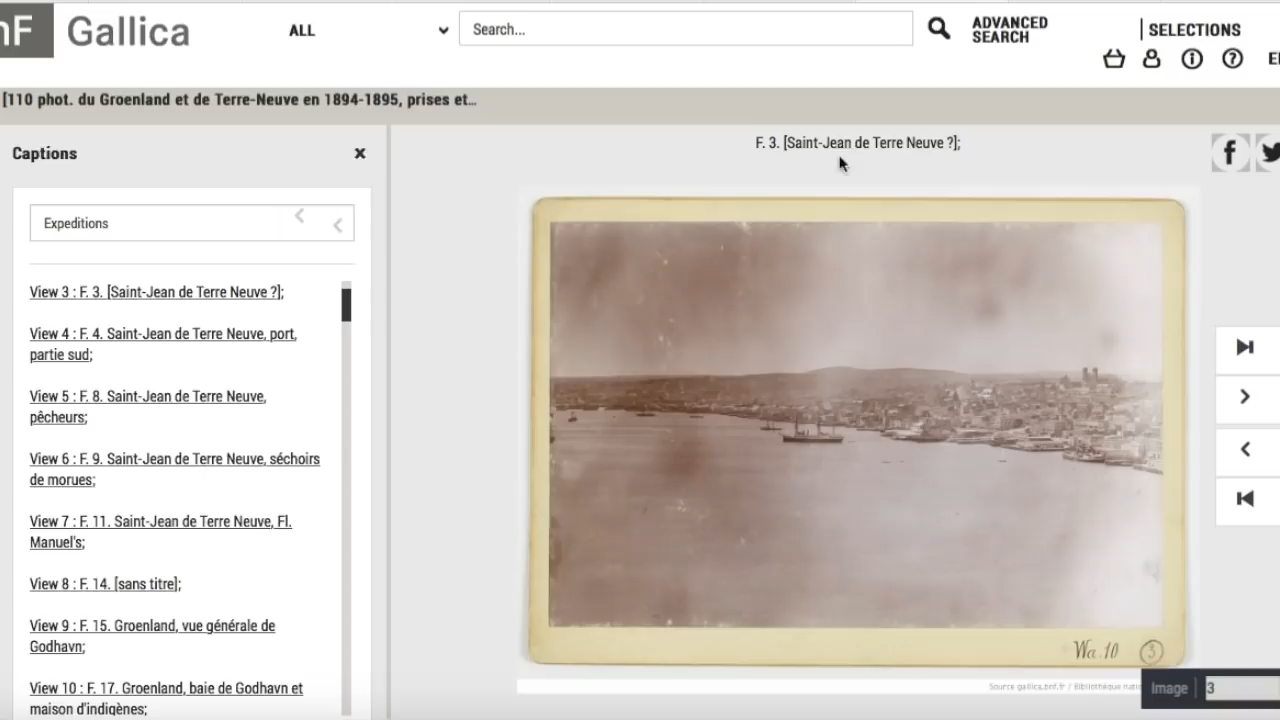 Gallica
ALL
Search...
ADVANCED
SEARCH
SELECTIONS
[110 phot. du Groenland et de Terre-Neuve en 1894-1895, prises et...
Captions
x
F. 3. [Saint-Jean de Terre Neuve ?];
Expeditions
View 3 : F. 3. [Saint-Jean de Terre Neuve ?];
View 4 : F. 4. Saint-Jean de Terre Neuve, port,
partie sud;
View 5 : F. 8. Saint-Jean de Terre Neuve,
pêcheurs;
View 6 : F. 9. Saint-Jean de Terre Neuve, séchoirs
de morues;
View 7 : F. 11. Saint-Jean de Terre Neuve, Fl.
Manuel's;
View 8 : F. 14. [sans titre];
View 9 : F. 15. Groenland, vue générale de
Godhavn;
View 10 : F. 17. Groenland, baie de Godhavn et
maison d'indigènes;
Wa.10 3
Source gallica.bnf.fr / Bibliothèque
Image 3